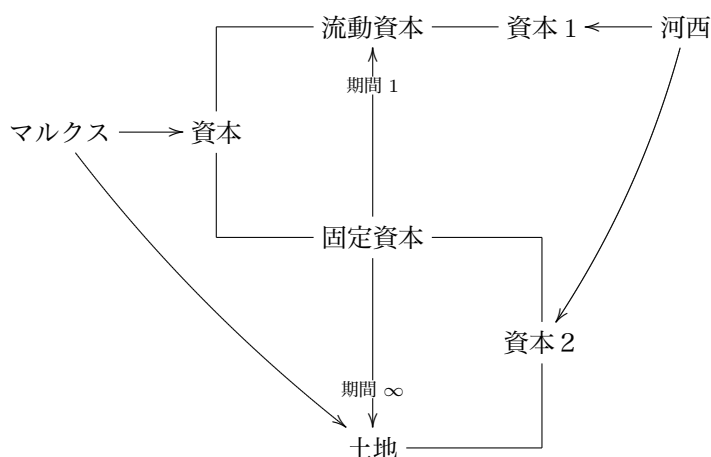 流動資本 資本１ 河西
期間 1
マルクス 資本
固定資本
資本２
期間 ∞
土地